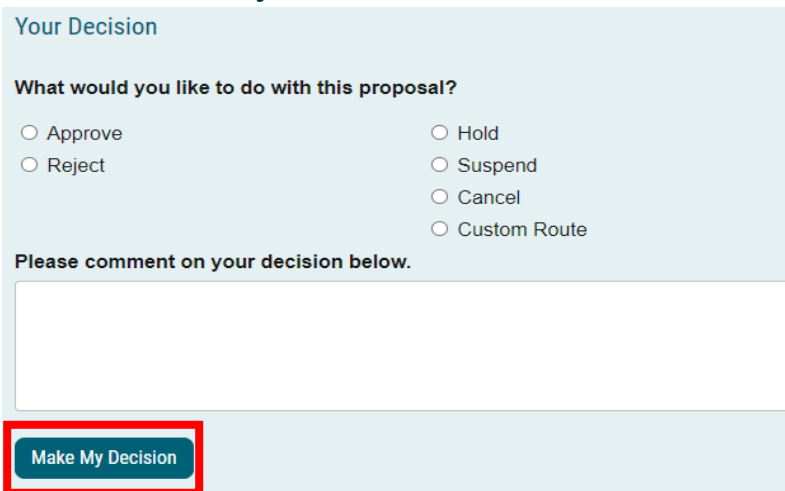 Your Decision
What would you like to do with this proposal?
Approve
Hold
Reject
Suspend
Cancel
Custom Route
Please comment on your decision below.
Make My Decision